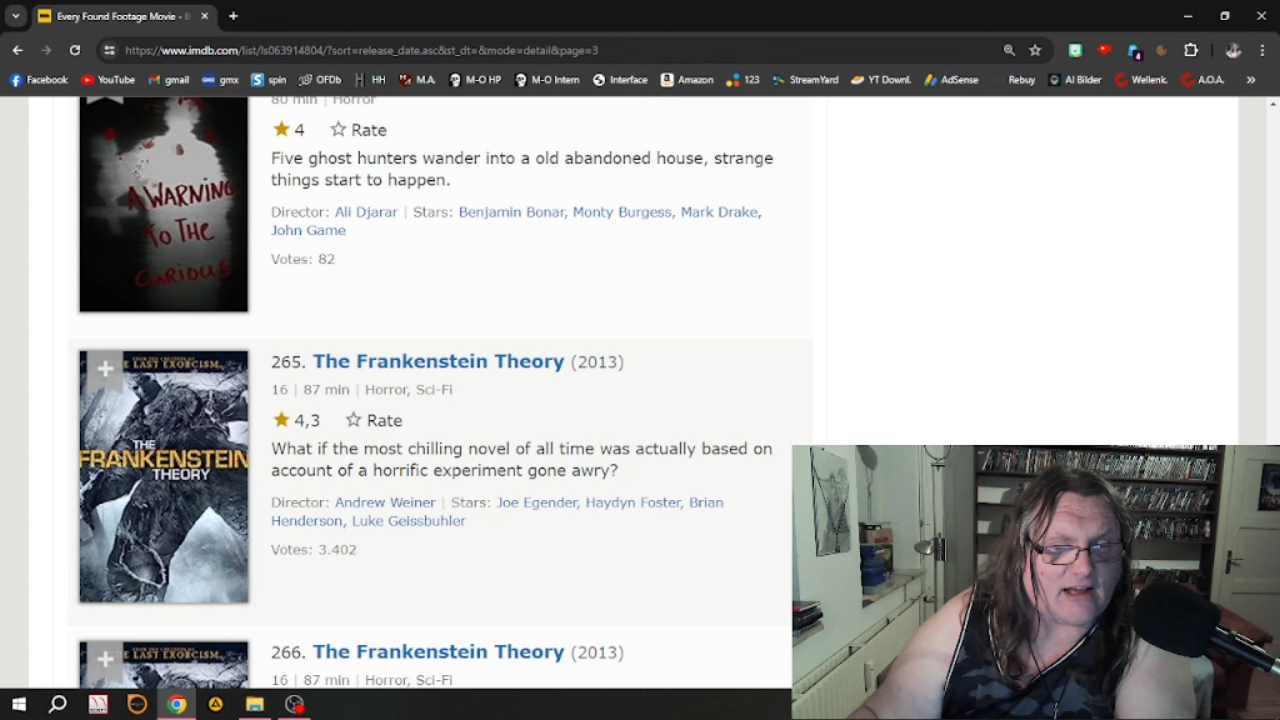 Every Found Footage Movie - I
https://www.imdb.com/list/ls063914804/?sort=release_date,asc&st_dt=&mode=detail&page=3
Facebook YouTube gmail gmx spin OFDb HH M.A. M-O HP M-O Intern Interface Amazon 123 StreamYard YT Downl. AdSense Rebuy AI Bilder Wellenk. A.O.A. »
80 min | Horror
4 Rate
Five ghost hunters wander into a old abandoned house, strange
things start to happen.
Director: Ali Djarar | Stars: Benjamin Bonar, Monty Burgess, Mark Drake,
John Game
Votes: 82
A WARNING
TO THE
CURIOUS
265. The Frankenstein Theory (2013)
16 | 87 min | Horror, Sci-Fi
4,3 Rate
What if the most chilling novel of all time was actually based on
account of a horrific experiment gone awry?
Director: Andrew Weiner | Stars: Joe Egender, Haydyn Foster, Brian
Henderson, Luke Geissbuhler
Votes: 3.402
E LAST EXORCISM
THE
FRANKENSTEIN
THEORY
266. The Frankenstein Theory (2013)
16 | 87 min | Horror, Sci-Fi
E LAST EXORCISM